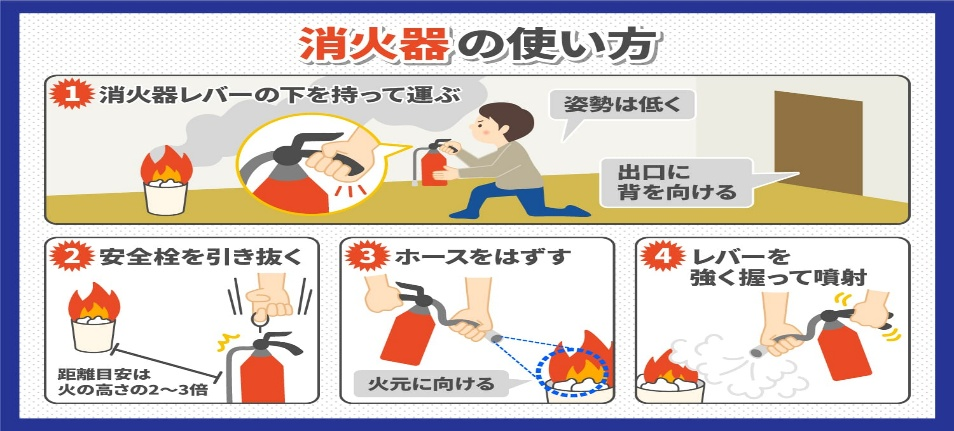 消火器の使い方
1 消火器レバーの下を持って運ぶ
姿勢は低く
出口に
背を向ける
2 安全栓を引き抜く
距離目安は
火の高さの2〜3倍
3 ホースをはずす
火元に向ける
4 レバーを
強く握って噴射